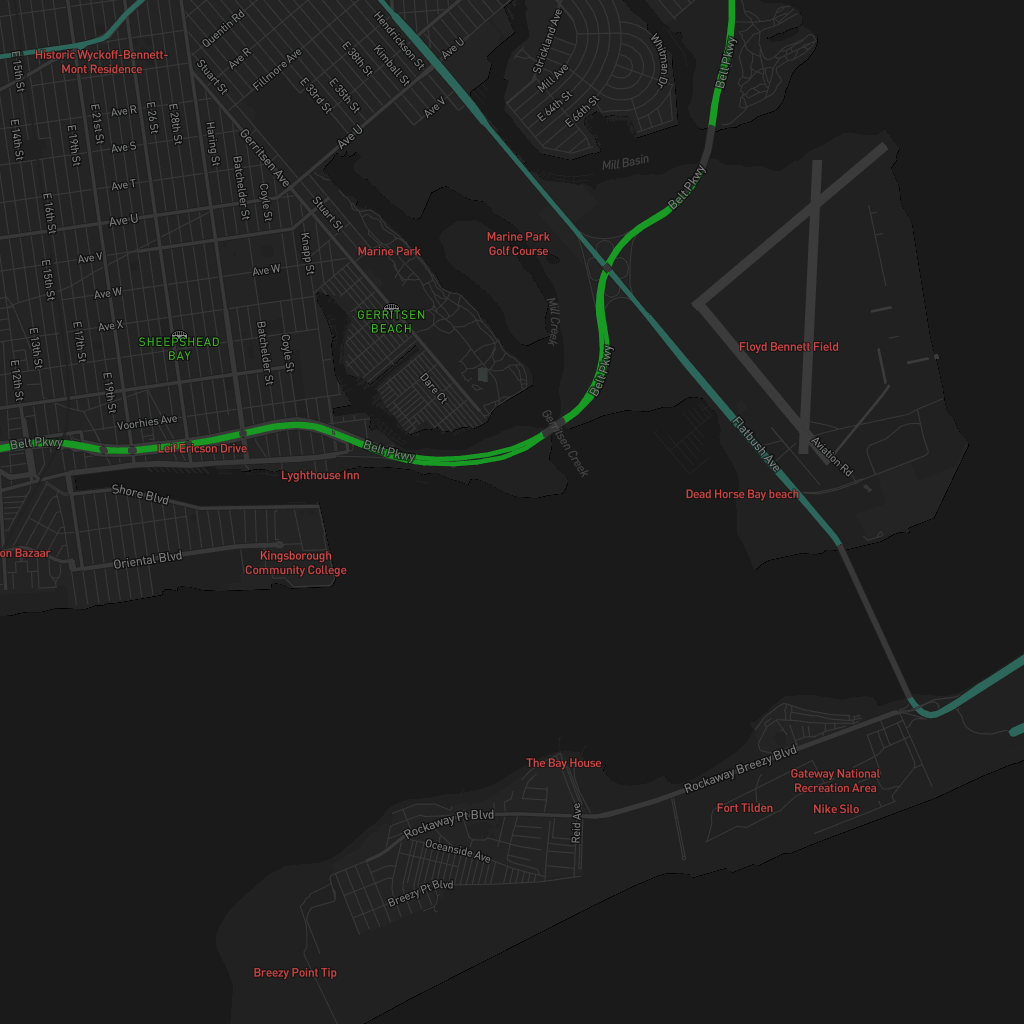 Quentin Rd
Hendrickson St
Strickland Ave
Whitman D
Belt Pkwy
Historic Wyckoff-Bennett-
Mont Residence
E 15th St
Ave R
Fillmore Ave
E 38th St
Kimball St
Ave U
Stuart St
E 33rd St
E 35th St
Ave V
Mill Ave
E 64th St
E 66th St
E 14th St
E 19th St
E 21st St
Ave R
E 26 St
E 28th St
Haring St
Ave S
Gerritsen Ave
Ave U
Mill Basin
Batchelder St
Coyle St
Ave T
Belt Pkwy
E 16th St
Ave U
Stuart St
Marine Park
Marine Park
Golf Course
Knapp St
Ave V
E 15th St
Ave W
Ave W
Mill Creek
GERRITSEN
BEACH
Ave X
SHEEPSHEAD
BAY
E 13th St
E 17th St
Batchelder St
Coyle St
Floyd Bennett Field
E 12th St
E 19th St
Dare Ct
Belt Pkwy
Voorhies Ave
Belt Pkwy
Leif Ericson Drive
Belt Pkwy
Gerritsen Creek
Flatbush Ave
Aviation Rd
Lyghthouse Inn
Shore Blvd
Dead Horse Bay beach
on Bazaar
Oriental Blvd
Kingsborough
Community College
The Bay House
Rockaway Breezy Blvd
Gateway National
Recreation Area
Fort Tilden
Nike Silo
Rockaway Pt Blvd
Reid Ave
Oceanside Ave
Breezy Pt Blvd
Breezy Point Tip